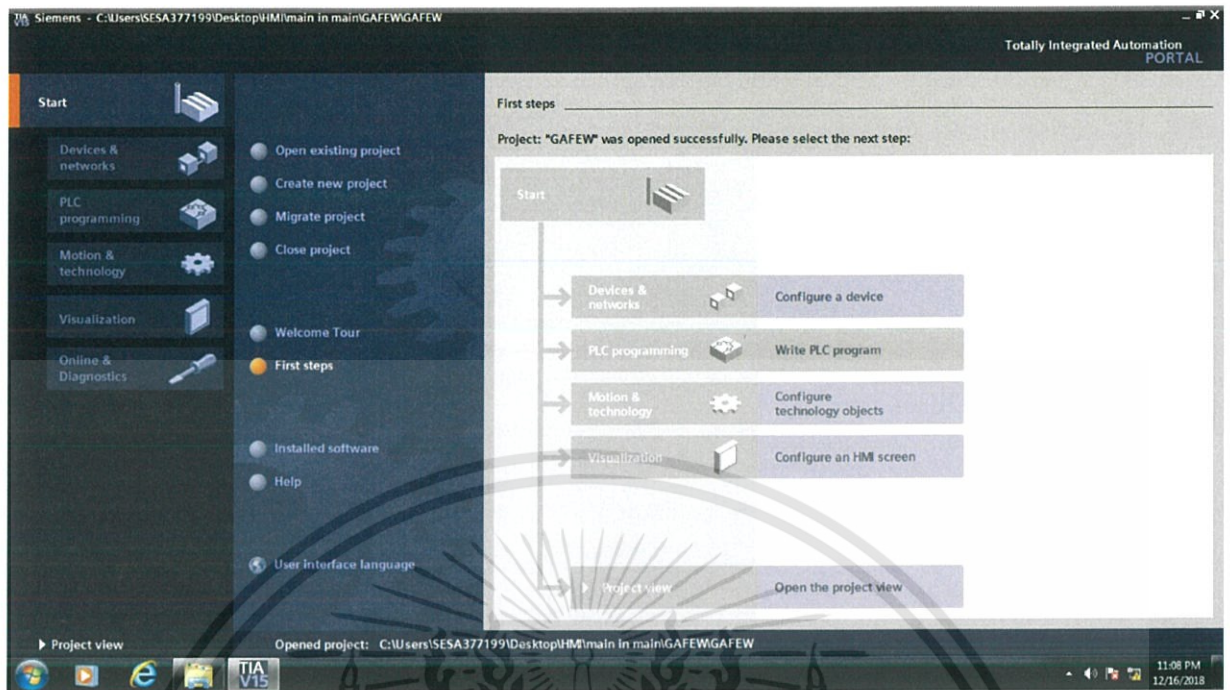 TIA V15 Siemens - C:\Users\SESA377199\Desktop\HMI\main in main\GAFEW\GAFEW
Totally Integrated Automation
PORTAL
Start
Devices &
networks
PLC
programming
Motion &
technology
Visualization
Online &
Diagnostics
Open existing project
Create new project
Migrate project
Close project
Welcome Tour
First steps
Installed software
Help
User interface language
First steps
Project: "GAFEW" was opened successfully. Please select the next step:
Start
Devices &
networks
Configure a device
PLC programming
Write PLC program
Motion &
technology
Configure
technology objects
Visualization
Configure an HMI screen
Project view
Open the project view
Project view
Opened project: C:\Users\SESA377199\Desktop\HMI\main in main\GAFEW\GAFEW
TIA
V15
11:08 PM
12/16/2018